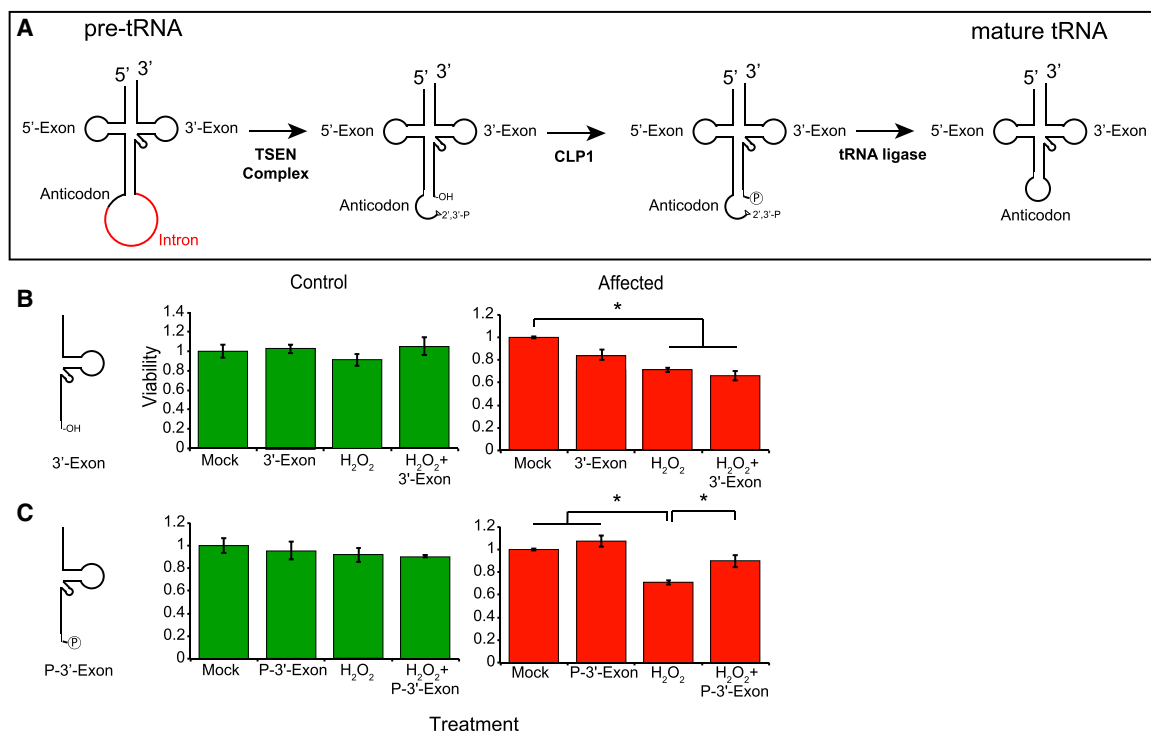 A
pre-tRNA
mature tRNA
5’ 3’
5’ 3’
5’ 3’
5’ 3’
5’-Exon
3’-Exon
5’-Exon
3’-Exon
5’-Exon
3’-Exon
5’-Exon
3’-Exon
TSEN
Complex
CLP1
tRNA ligase
Anticodon
Intron
Anticodon
-OH
2’,3’-P
Anticodon
P
2’,3’-P
Anticodon
Control
Affected
B
-OH
3'-Exon
Viability
1.4
1.2
1
0.8
0.6
0.4
0.2
0
Mock
3'-Exon
H2O2
H2O2+
3'-Exon
1.2
1
0.8
0.6
0.4
0.2
0
*
Mock
3'-Exon
H2O2
H2O2+
3'-Exon
C
P
P-3'-Exon
1.2
1
0.8
0.6
0.4
0.2
0
Mock
P-3'-Exon
H2O2
H2O2+
P-3'-Exon
1.2
1
0.8
0.6
0.4
0.2
0
* *
Mock
P-3'-Exon
H2O2
H2O2+
P-3'-Exon
Treatment